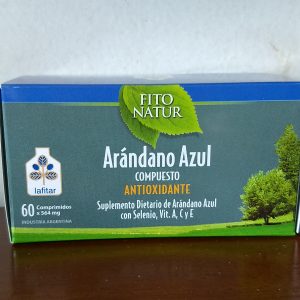 FITO
NATUR
Arándano Azul
COMPUESTO
ANTIOXIDANTE
Suplemento Dietario de Arándano Azul
con Selenio, Vit. A, C y E
lafitar
60 Comprimidos
x 564 mg
INDUSTRIA ARGENTINA